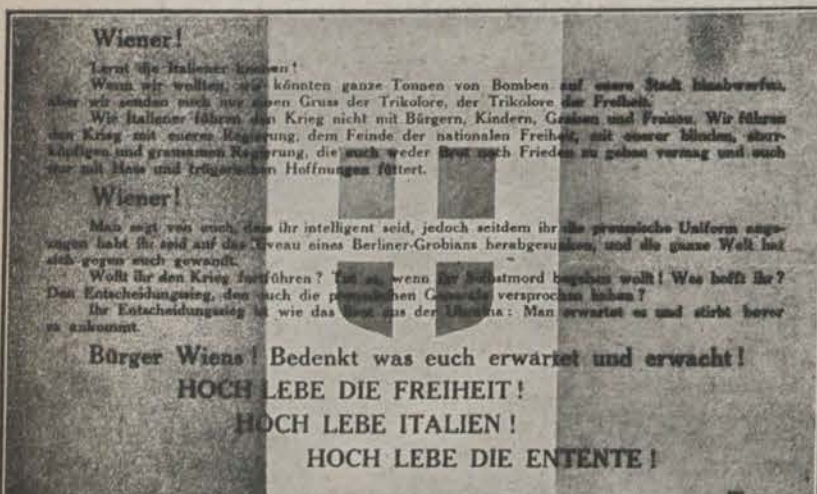 Wiener!
Lernt die Italiener kennen!
Wenn wir wollten, wir könnten ganze Tonnen von Bomben auf euere Stadt hinabwerfen,
aber wir senden euch nur einen Gruss der Trikolore, der Trikolore der Freiheit.
Wir Italiener führen den Krieg nicht mit Bürgern, Kindern, Greisen und Frauen. Wir führen
den Krieg mit euerer Regierung, dem Feinde der nationalen Freiheit, mit euerer blinden, starr-
köpfigen und grausamen Regierung, die euch weder Brot noch Frieden zu geben vermag und euch
nur mit Hass und trügerischen Hoffnungen füttert.
Wiener!
Man sagt von euch, dass ihr intelligent seid, jedoch seitdem ihr die preussische Uniform ange-
zogen habt ihr seid auf das Niveau eines Berliner-Grobians herabgesunken, und die ganze Welt hat
sich gegen euch gewandt.
Wollt ihr den Krieg fortführen? Tut es, wenn ihr Selbstmord begehen wollt! Was hofft ihr?
Den Entscheidungssieg, den euch die preussischen Generale versprochen haben?
Ihr Entscheidungssieg ist wie das Brot aus der Ukraina: Man erwartet es und stirbt bevor
es ankommt.
Bürger Wiens! Bedenkt was euch erwartet und erwacht!
HOCH LEBE DIE FREIHEIT!
HOCH LEBE ITALIEN!
HOCH LEBE DIE ENTENTE!